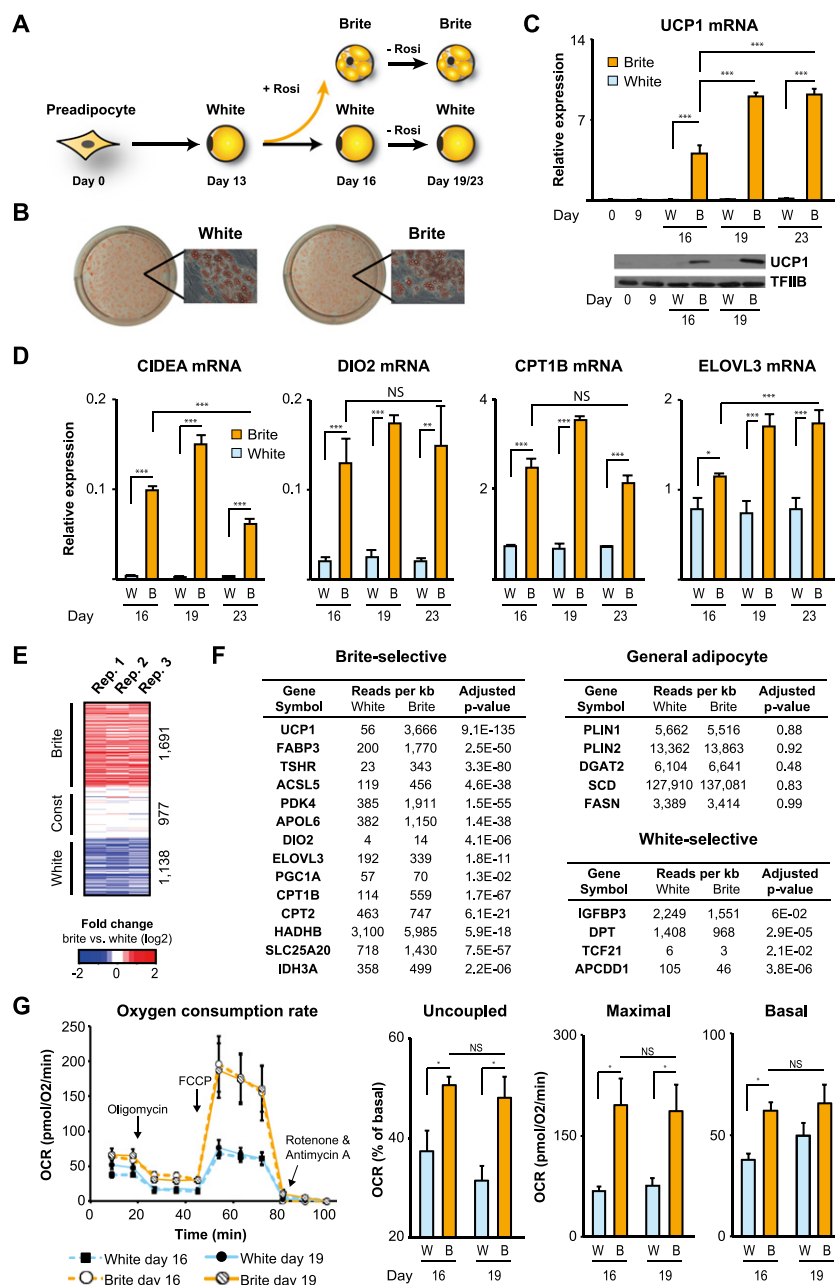 A
Brite
Brite
- Rosi
+ Rosi
Preadipocyte
White
White
White
- Rosi
Day 0
Day 13
Day 16
Day 19/23
B
White
Brite
C
UCP1 mRNA
14
7
Relative expression
Brite
White
***
***
***
***
***
Day 0 9 W B W B W B
16 19 23
UCP1
TFIIB
Day 0 9 W B W B
16 19
D
CIDEA mRNA
0.2
0.1
Relative expression
Brite
White
***
***
***
***
W B W B W B
Day 16 19 23
DIO2 mRNA
0.2
0.1
NS
***
***
**
W B W B W B
16 19 23
CPT1B mRNA
4
2
NS
***
***
***
W B W B W B
16 19 23
ELOVL3 mRNA
2
1
***
*
***
***
W B W B W B
16 19 23
E
Rep. 1
Rep. 2
Rep. 3
Brite 1,691
Const 977
White 1,138
Fold change
brite vs. white (log2)
-2 0 2
F
Brite-selective
Gene Symbol Reads per kb Adjusted p-value
White Brite
UCP1 56 3,666 9.1E-135
FABP3 200 1,770 2.5E-50
TSHR 23 343 3.3E-80
ACSL5 119 456 4.6E-38
PDK4 385 1,911 1.5E-55
APOL6 382 1,150 1.4E-38
DIO2 4 14 4.1E-06
ELOVL3 192 339 1.8E-11
PGC1A 57 70 1.3E-02
CPT1B 114 559 1.7E-67
CPT2 463 747 6.1E-21
HADHB 3,100 5,985 5.9E-18
SLC25A20 718 1,430 7.5E-57
IDH3A 358 499 2.2E-06
General adipocyte
Gene Symbol Reads per kb Adjusted p-value
White Brite
PLIN1 5,662 5,516 0.88
PLIN2 13,362 13,863 0.92
DGAT2 6,104 6,641 0.48
SCD 127,910 137,081 0.83
FASN 3,389 3,414 0.99
White-selective
Gene Symbol Reads per kb Adjusted p-value
White Brite
IGFBP3 2,249 1,551 6E-02
DPT 1,408 968 2.9E-05
TCF21 6 3 2.1E-02
APCDD1 105 46 3.8E-06
G
Oxygen consumption rate
OCR (pmol/O2/min)
250
200
150
100
50
0
FCCP
Oligomycin
Rotenone &
Antimycin A
0 20 40 60 80 100
Time (min)
White day 16
White day 19
Brite day 16
Brite day 19
Uncoupled
OCR (% of basal)
60
40
20
NS
*
*
W B W B
Day 16 19
Maximal
OCR (pmol/O2/min)
300
150
0
NS
*
*
W B W B
16 19
Basal
100
50
0
NS
*
W B W B
16 19